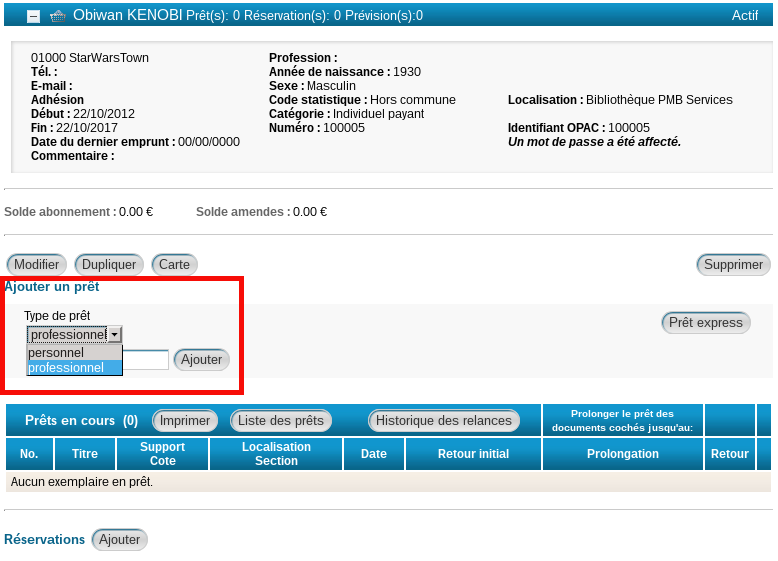 Obiwan KENOBI Prêt(s): 0 Réservation(s): 0 Prévision(s):0 Actif
01000 StarWarsTown Profession :
Tél. : Année de naissance : 1930
E-mail : Sexe : Masculin
Adhésion Code statistique : Hors commune Localisation : Bibliothèque PMB Services
Début : 22/10/2012 Catégorie : Individuel payant
Fin : 22/10/2017 Numéro : 100005 Identifiant OPAC : 100005
Date du dernier emprunt : 00/00/0000 Un mot de passe a été affecté.
Commentaire :
Solde abonnement : 0.00 € Solde amendes : 0.00 €
Modifier Dupliquer Carte Supprimer
Ajouter un prêt
Type de prêt
professionnel Prêt express
personnel
professionnel Ajouter
Prêts en cours (0) Imprimer Liste des prêts Historique des relances Prolonger le prêt des
documents cochés jusqu'au:
No. Titre Support Localisation Date Retour initial Prolongation Retour
Cote Section
Aucun exemplaire en prêt.
Réservations Ajouter